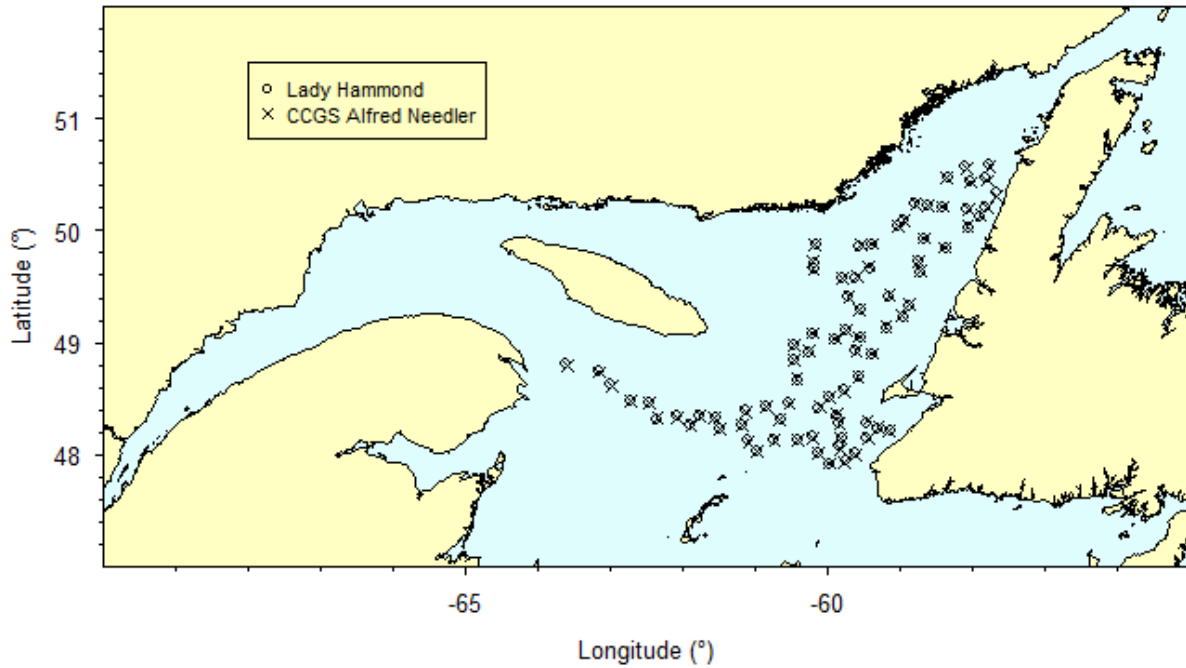 Lady Hammond
CCGS Alfred Needler
51
50
49
48
Latitude (°)
-65
-60
Longitude (°)